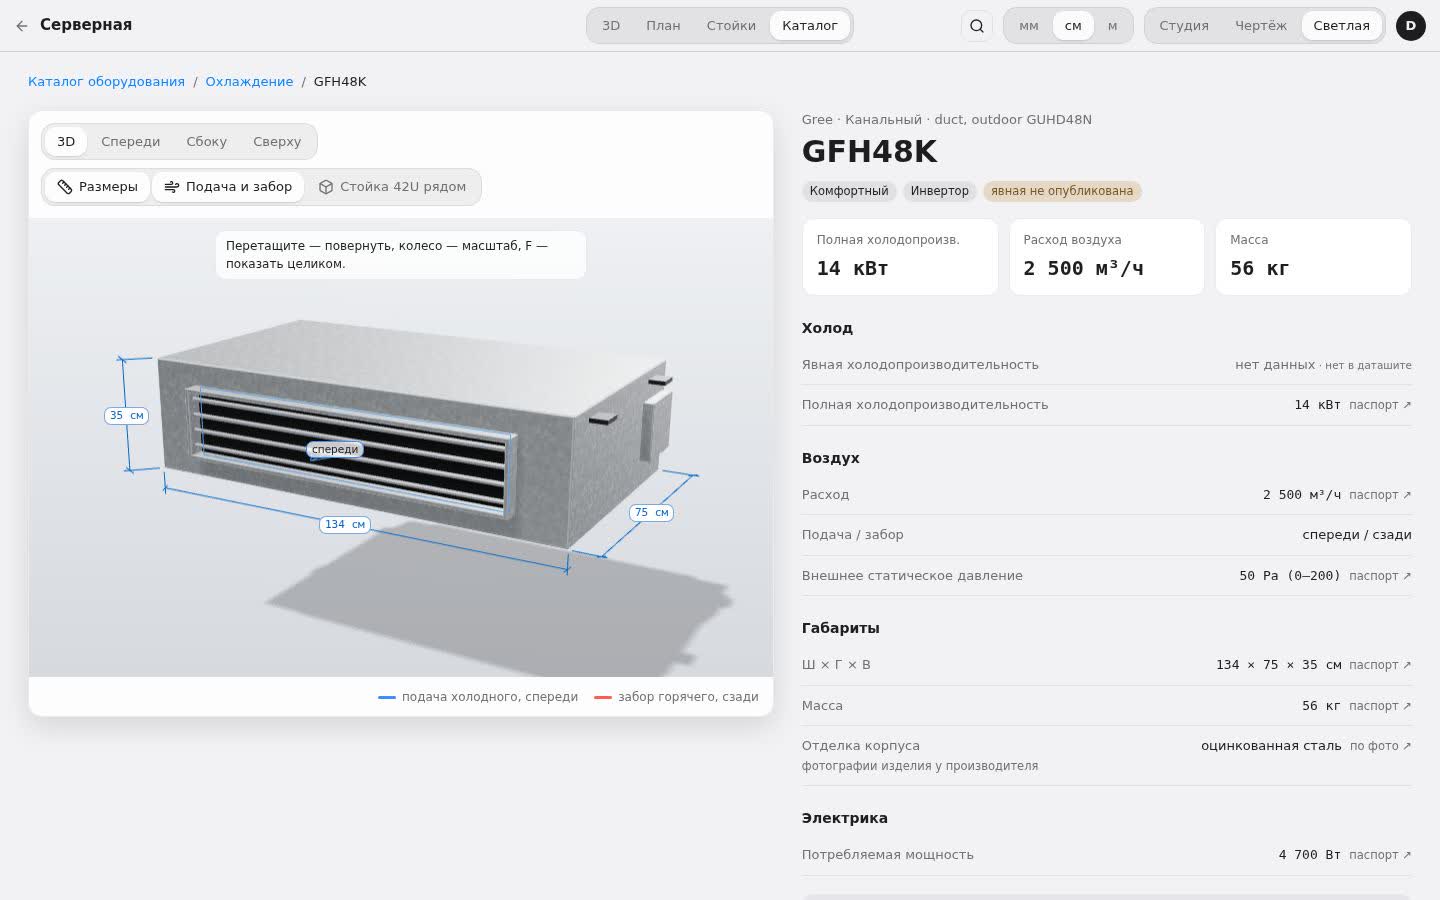 Серверная
3D План Стойки Каталог
мм см м
Студия Чертёж Светлая
D
Каталог оборудования / Охлаждение / GFH48K
3D Спереди Сбоку Сверху
Размеры Подача и забор Стойка 42U рядом
Перетащите — повернуть, колесо — масштаб, F —
показать целиком.
35 см
спереди
134 см
75 см
подача холодного, спереди забор горячего, сзади
Gree · Канальный · duct, outdoor GUHD48N
GFH48K
Комфортный Инвертор явная не опубликована
Полная холодопроизв.
14 кВт
Расход воздуха
2 500 м³/ч
Масса
56 кг
Холод
Явная холодопроизводительность нет данных · нет в даташите
Полная холодопроизводительность 14 кВт паспорт ↗
Воздух
Расход 2 500 м³/ч паспорт ↗
Подача / забор спереди / сзади
Внешнее статическое давление 50 Pa (0–200) паспорт ↗
Габариты
Ш × Г × В 134 × 75 × 35 см паспорт ↗
Масса 56 кг паспорт ↗
Отделка корпуса оцинкованная сталь по фото ↗
фотографии изделия у производителя
Электрика
Потребляемая мощность 4 700 Вт паспорт ↗